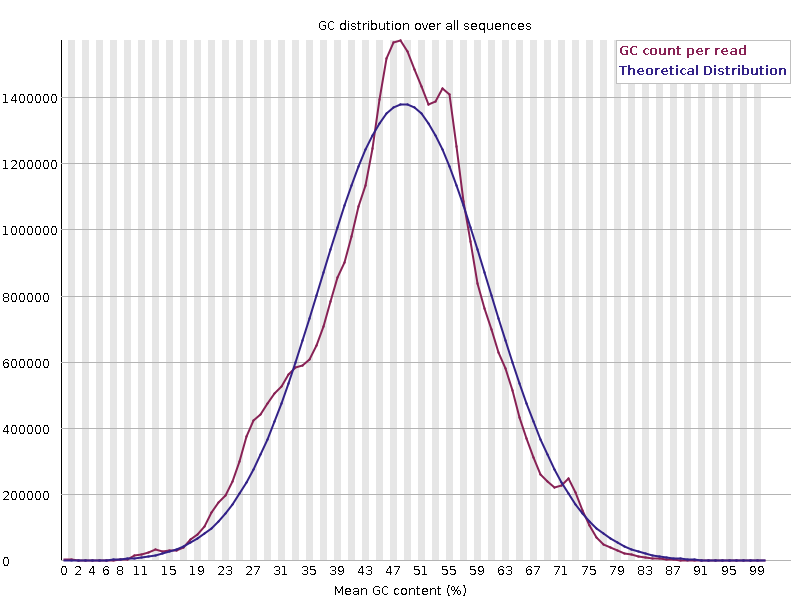 GC distribution over all sequences
GC count per read
Theoretical Distribution
1400000
1200000
1000000
800000
600000
400000
200000
0
0 2 4 6 8 11 15 19 23 27 31 35 39 43 47 51 55 59 63 67 71 75 79 83 87 91 95 99
Mean GC content (%)